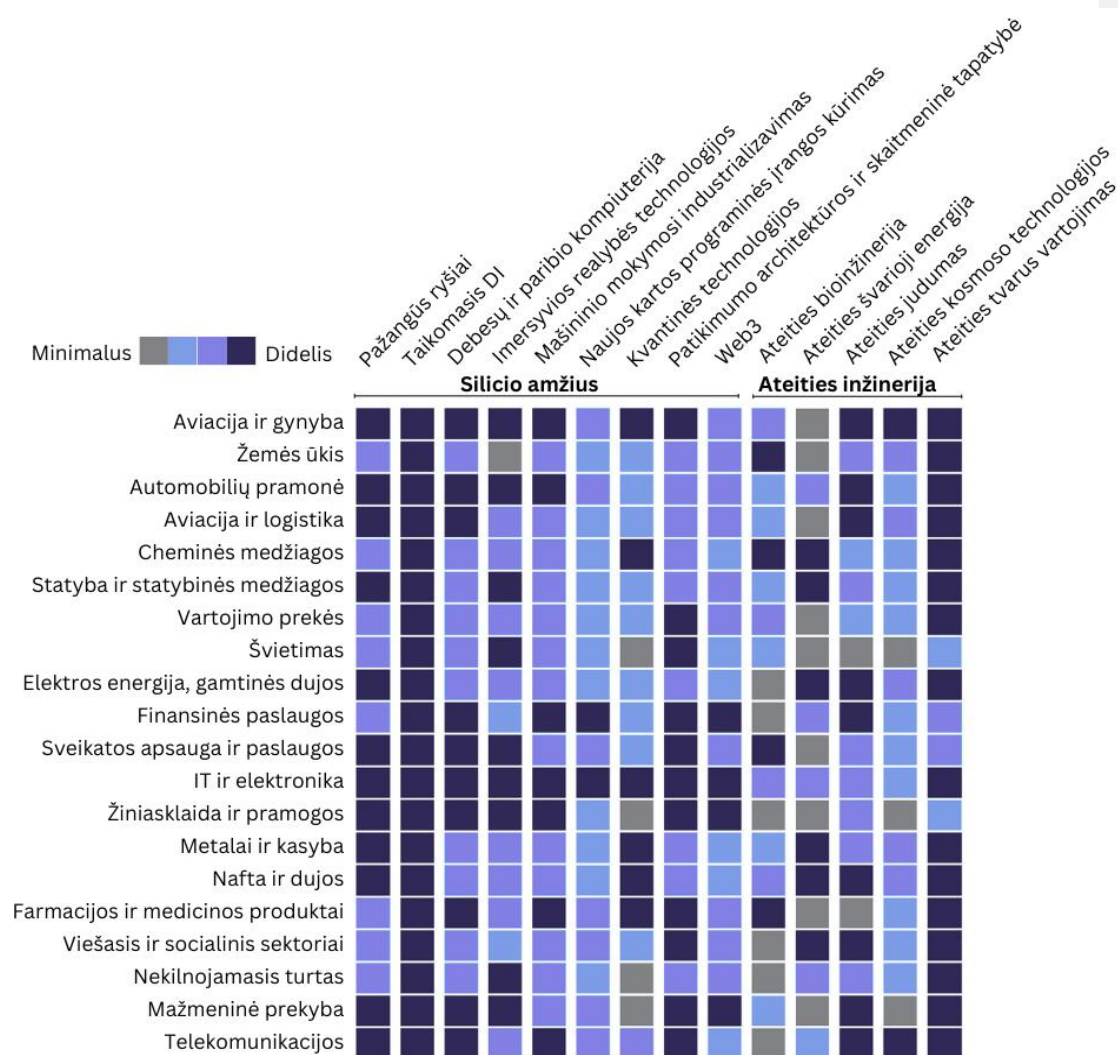 Pažangūs ryšiai
Taikomasis DI
Debesų ir paribio kompiuterija
Imersyvios realybės technologijos
Mašininio mokymosi industrializavimas
Naujos kartos programinės įrangos kūrimas
Kvantinės technologijos
Patikimumo architektūros ir skaitmeninė tapatybė
Web3
Ateities bioinžinerija
Ateities švarioji energija
Ateities judumas
Ateities kosmoso technologijos
Ateities tvarus vartojimas
Minimalus
Didelis
Silicio amžius
Ateities inžinerija
Aviacija ir gynyba
Žemės ūkis
Automobilių pramonė
Aviacija ir logistika
Cheminės medžiagos
Statyba ir statybinės medžiagos
Vartojimo prekės
Švietimas
Elektros energija, gamtinės dujos
Finansinės paslaugos
Sveikatos apsauga ir paslaugos
IT ir elektronika
Žiniasklaida ir pramogos
Metalai ir kasyba
Nafta ir dujos
Farmacijos ir medicinos produktai
Viešasis ir socialinis sektoriai
Nekilnojamasis turtas
Mažmeninė prekyba
Telekomunikacijos